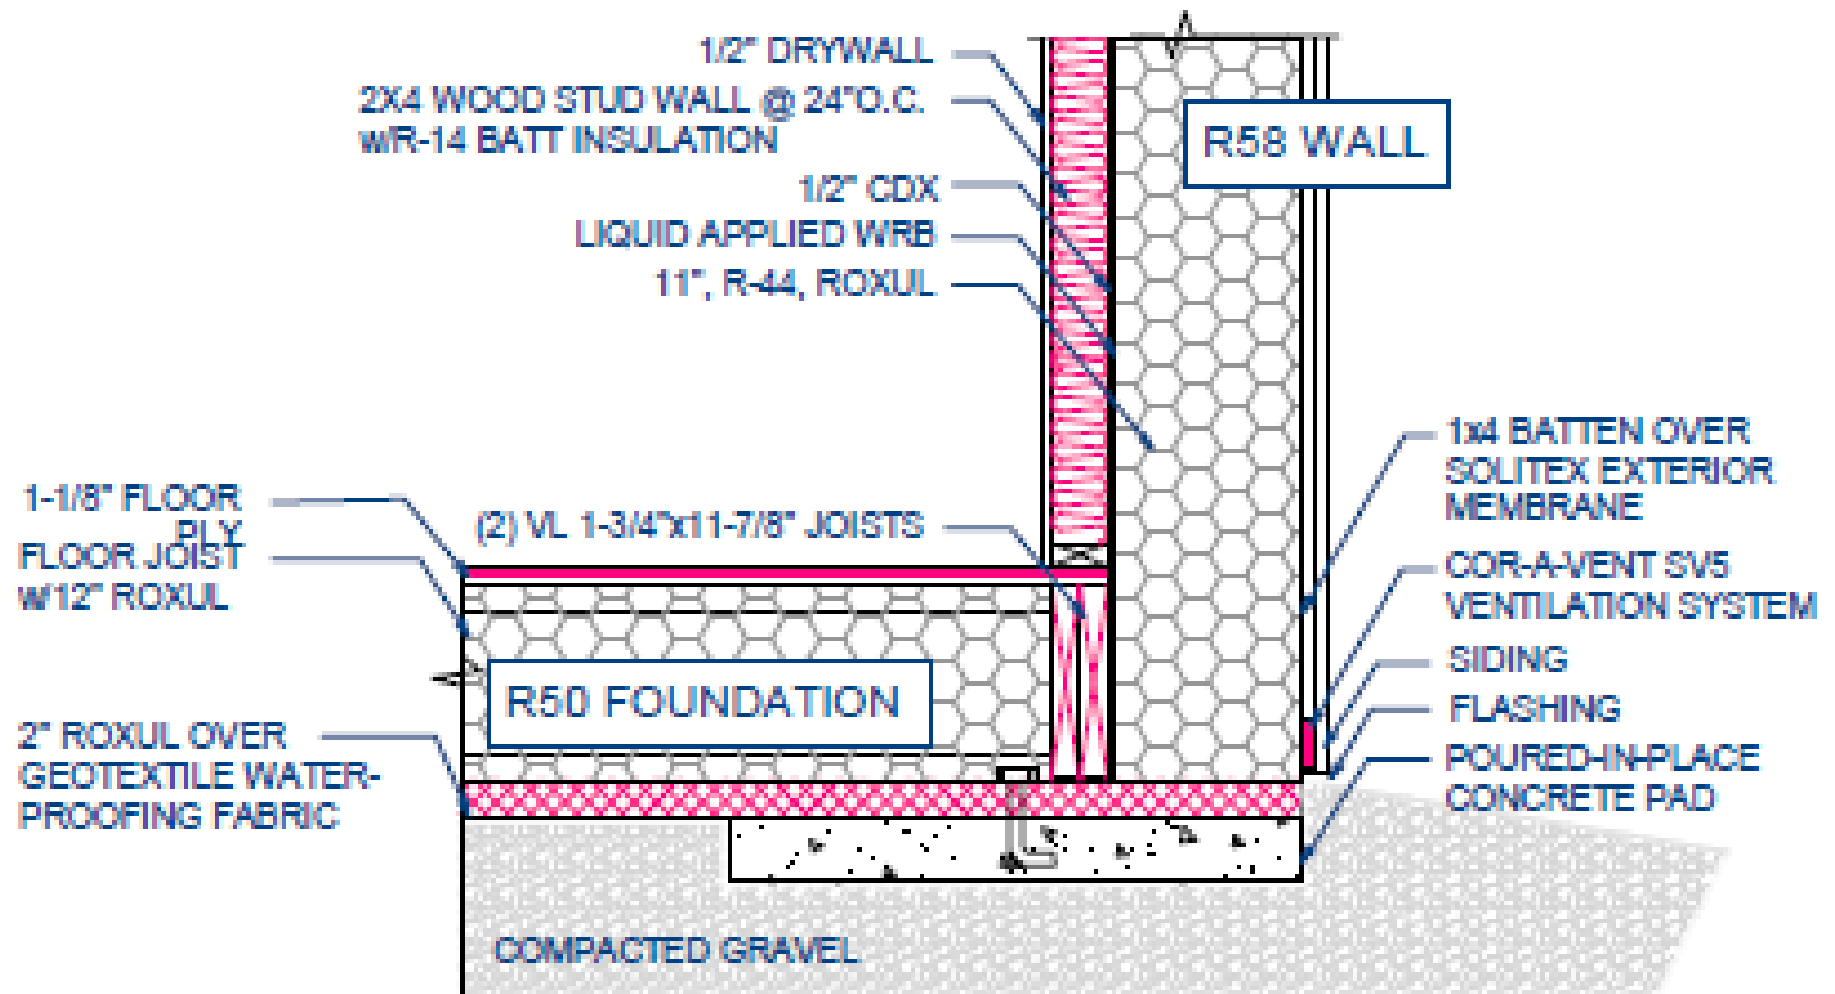 1/2" DRYWALL
2X4 WOOD STUD WALL @ 24"O.C.
w/R-14 BATT INSULATION
1/2" CDX
LIQUID APPLIED WRB
11", R-44, ROXUL
R58 WALL
1-1/8" FLOOR
PLY
FLOOR JOIST
w/12" ROXUL
(2) VL 1-3/4"x11-7/8" JOISTS
R50 FOUNDATION
2" ROXUL OVER
GEOTEXTILE WATER-
PROOFING FABRIC
1x4 BATTEN OVER
SOLITEX EXTERIOR
MEMBRANE
COR-A-VENT SV5
VENTILATION SYSTEM
SIDING
FLASHING
POURED-IN-PLACE
CONCRETE PAD
COMPACTED GRAVEL